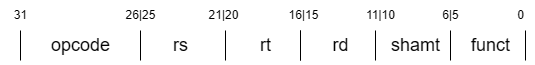 31 26|25 21|20 16|15 11|10 6|5 0
opcode rs rt rd shamt funct